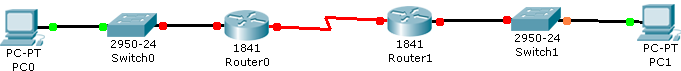 PC-PT
PC0
2950-24
Switch0
1841
Router0
1841
Router1
2950-24
Switch1
PC-PT
PC1